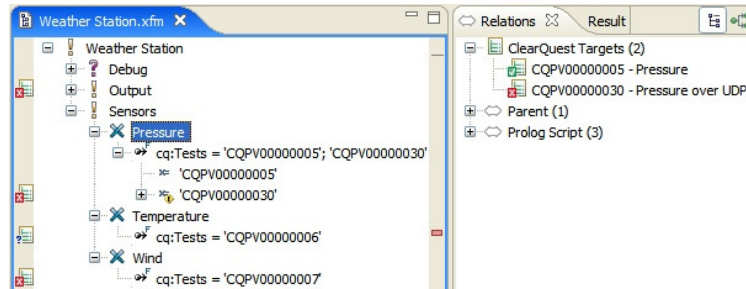 Weather Station.xfm
Weather Station
Debug
Output
Sensors
Pressure
cq:Tests = 'CQPV00000005'; 'CQPV00000030'
'CQPV00000005'
'CQPV00000030'
Temperature
cq:Tests = 'CQPV00000006'
Wind
cq:Tests = 'CQPV00000007'
Relations Result
ClearQuest Targets (2)
CQPV00000005 - Pressure
CQPV00000030 - Pressure over UDP
Parent (1)
Prolog Script (3)